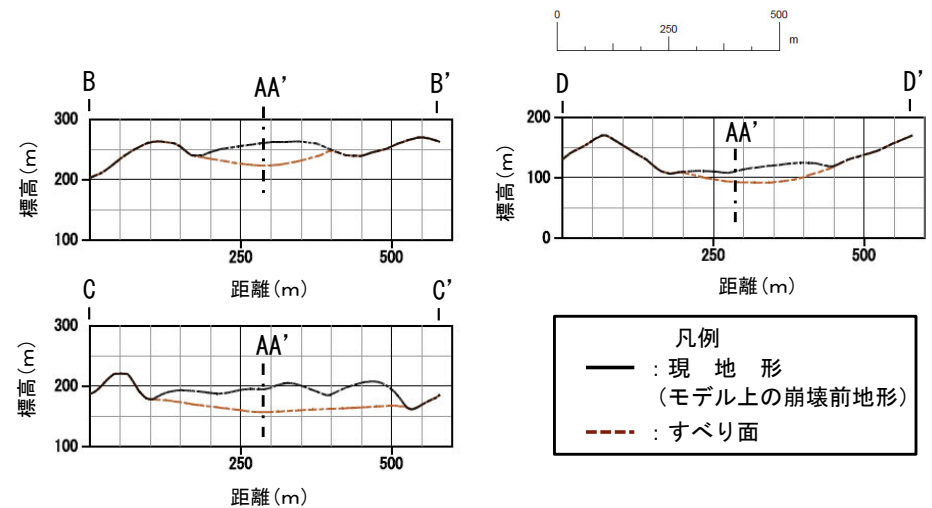 0 500
250 m
B B'
AA'
300
200
100
標高(m)
250 500
距離(m)
D D'
AA'
200
100
0
標高(m)
250 500
距離(m)
C C'
AA'
300
200
100
標高(m)
250 500
距離(m)
凡例
:現 地 形
(モデル上の崩壊前地形)
:すべり面